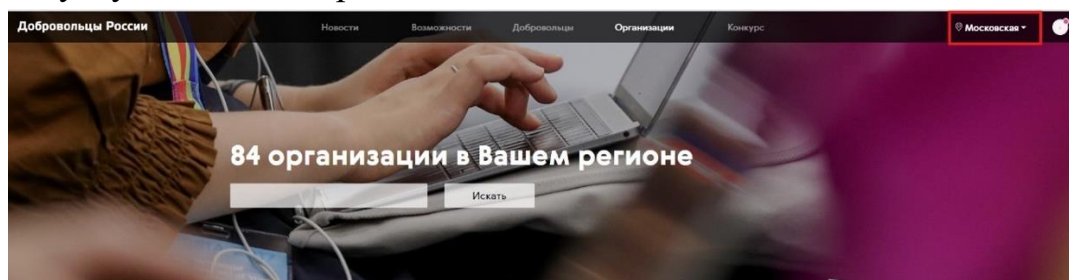 Добровольцы России
Новости Возможности Добровольцы Организации Конкурс
Московская
84 организации в Вашем регионе
Искать